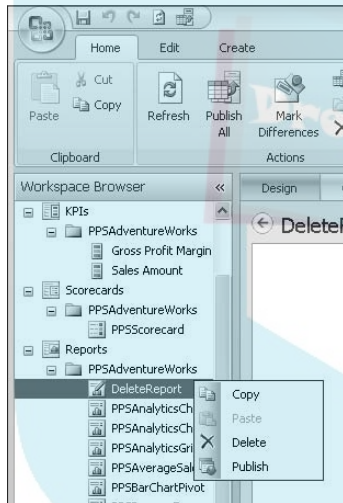 Home Edit Create
Cut
Copy
Paste
Refresh
Publish All
Mark Differences
Clipboard
Actions
Workspace Browser «
Design
DeleteR
KPIs
PPSAdventureWorks
Gross Profit Margin
Sales Amount
Scorecards
PPSAdventureWorks
PPSScorecard
Reports
PPSAdventureWorks
DeleteReport
PPSAnalyticsCh
PPSAnalyticsCh
PPSAnalyticsGri
PPSAverageSal
PPSBarChartPivot
Copy
Paste
Delete
Publish